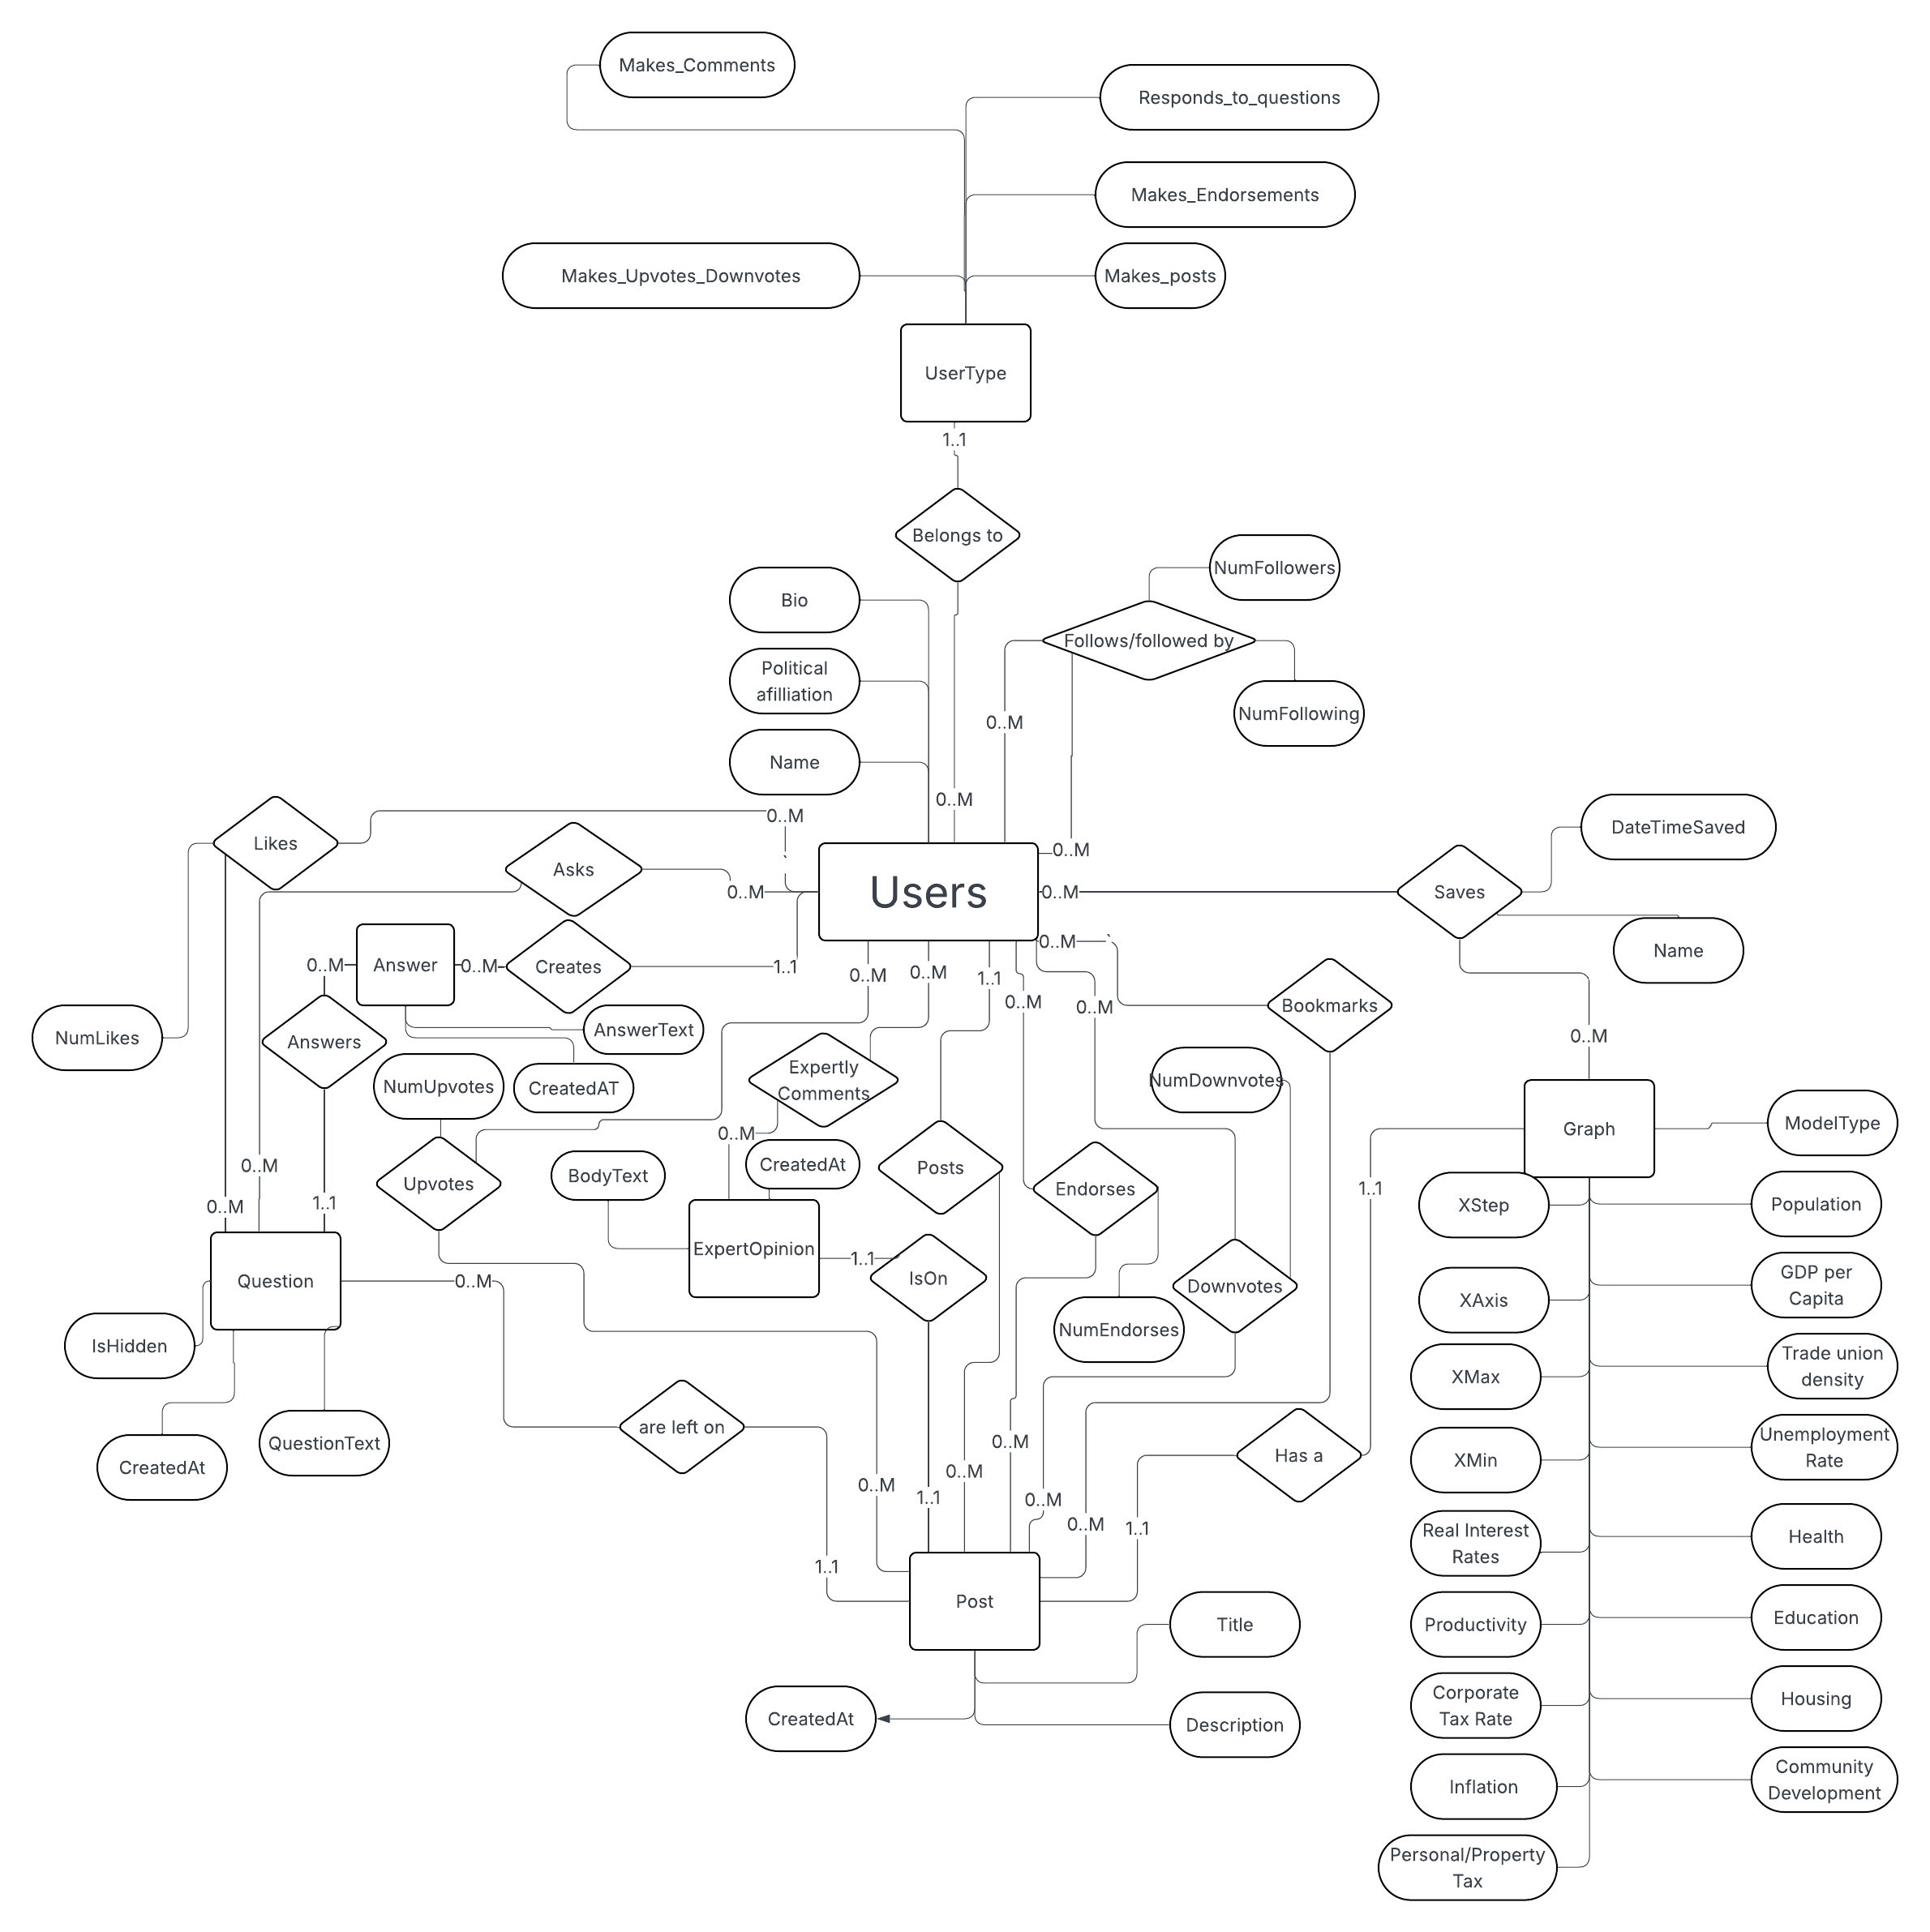 Makes_Comments
Responds_to_questions
Makes_Endorsements
Makes_Upvotes_Downvotes
Makes_posts
UserType
1..1
Belongs to
NumFollowers
Bio
Follows/followed by
Political
afilliation
NumFollowing
0..M
Name
0..M
0..M
DateTimeSaved
Likes
0..M
Asks
0..M
Users
0..M
Saves
Name
0..M
0..M
Answer
0..M
Creates
1..1
0..M
0..M
1..1
0..M
0..M
Bookmarks
NumLikes
Answers
AnswerText
0..M
Expertly
Comments
NumUpvotes
CreatedAT
NumDownvotes
Graph
ModelType
0..M
0..M
CreatedAt
Posts
1..1
Upvotes
BodyText
Endorses
0..M
1..1
XStep
Population
Question
0..M
ExpertOpinion
1..1
IsOn
Downvotes
GDP per
Capita
XAxis
IsHidden
NumEndorses
Trade union
density
XMax
CreatedAt
QuestionText
are left on
0..M
Has a
XMin
Unemployment
Rate
0..M
0..M
1..1
0..M
0..M
1..1
Real Interest
Rates
Health
1..1
Post
Title
Productivity
Education
CreatedAt
Description
Corporate
Tax Rate
Housing
Inflation
Community
Development
Personal/Property
Tax